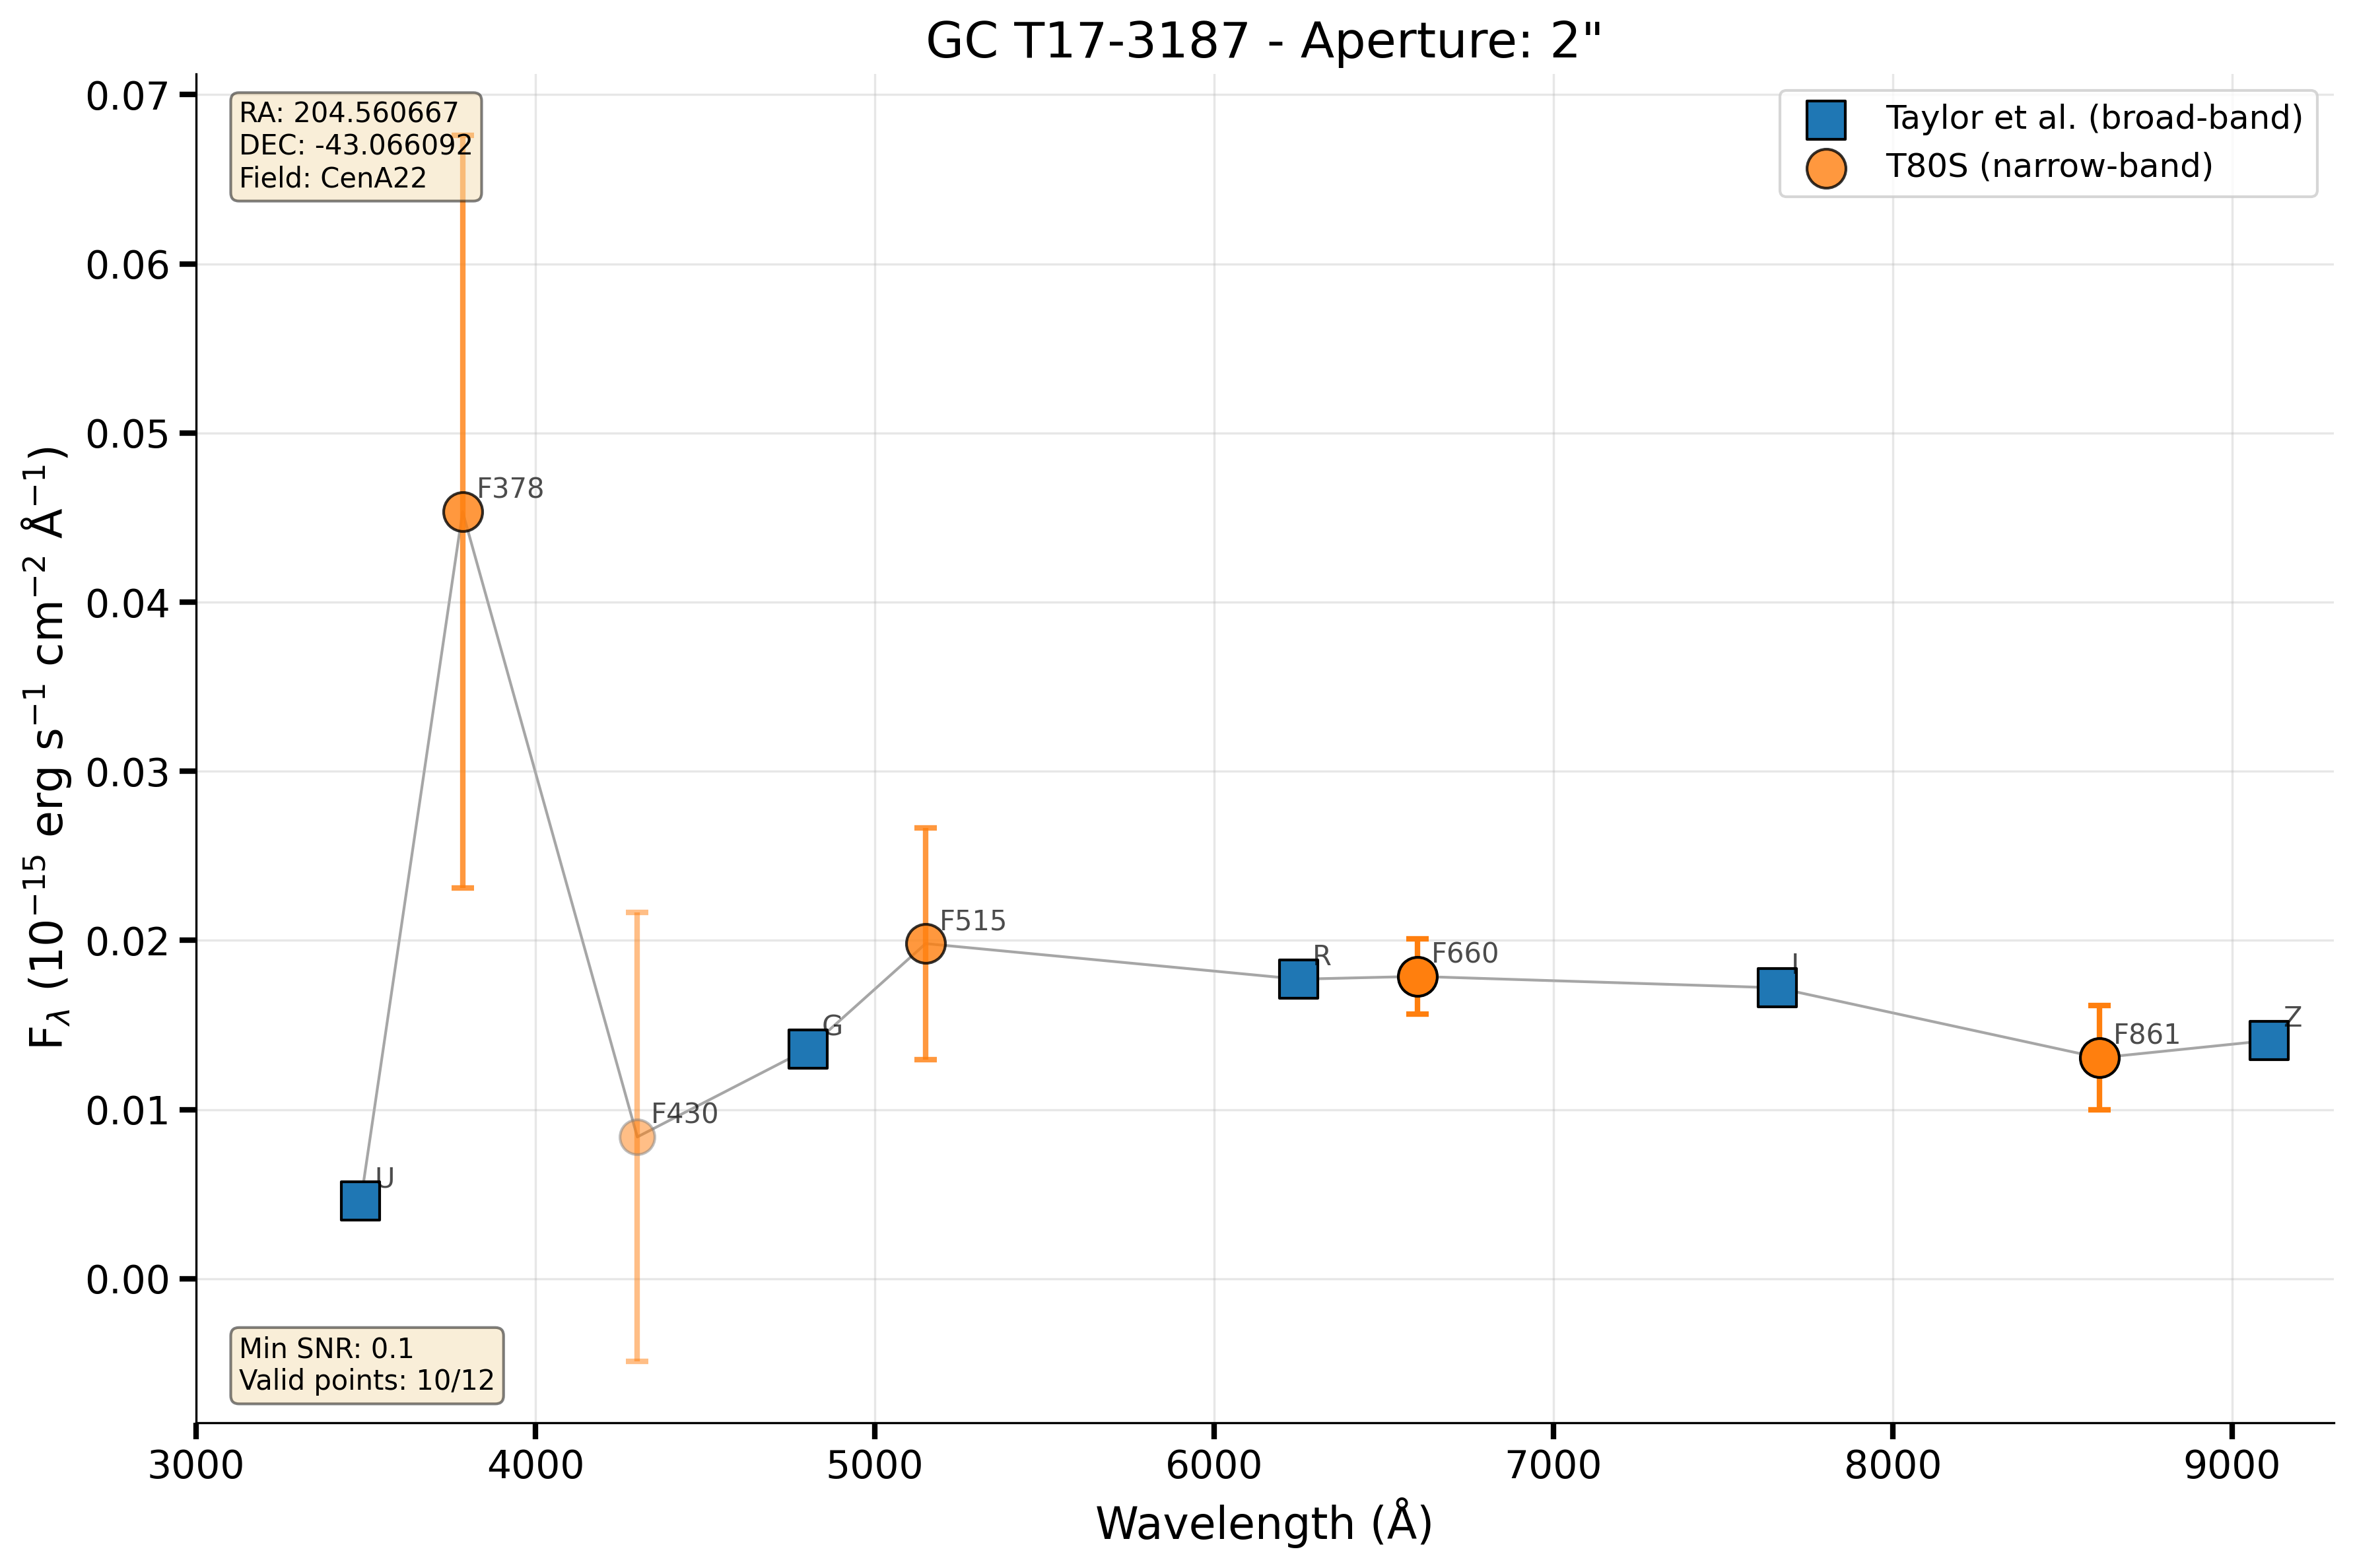 GC T17-3187 - Aperture: 2"
RA: 204.560667
DEC: -43.066092
Field: CenA22
Taylor et al. (broad-band)
T80S (narrow-band)
0.07
0.06
0.05
0.04
0.03
0.02
0.01
0.00
F_λ (10⁻¹⁵ erg s⁻¹ cm⁻² Å⁻¹)
U
F378
F430
G
F515
R
F660
I
F861
Z
Min SNR: 0.1
Valid points: 10/12
3000 4000 5000 6000 7000 8000 9000
Wavelength (Å)